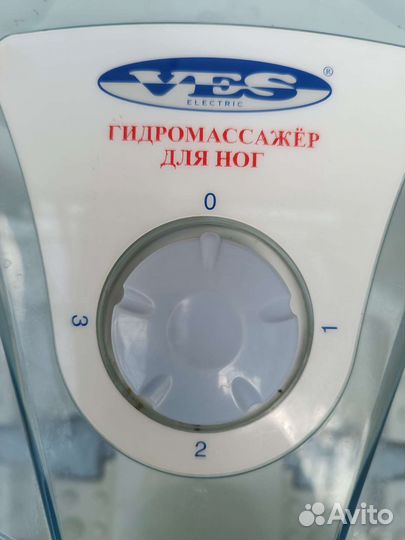 VES®
ELECTRIC
ГИДРОМАССАЖЁР
ДЛЯ НОГ
0
3
1
2
Avito